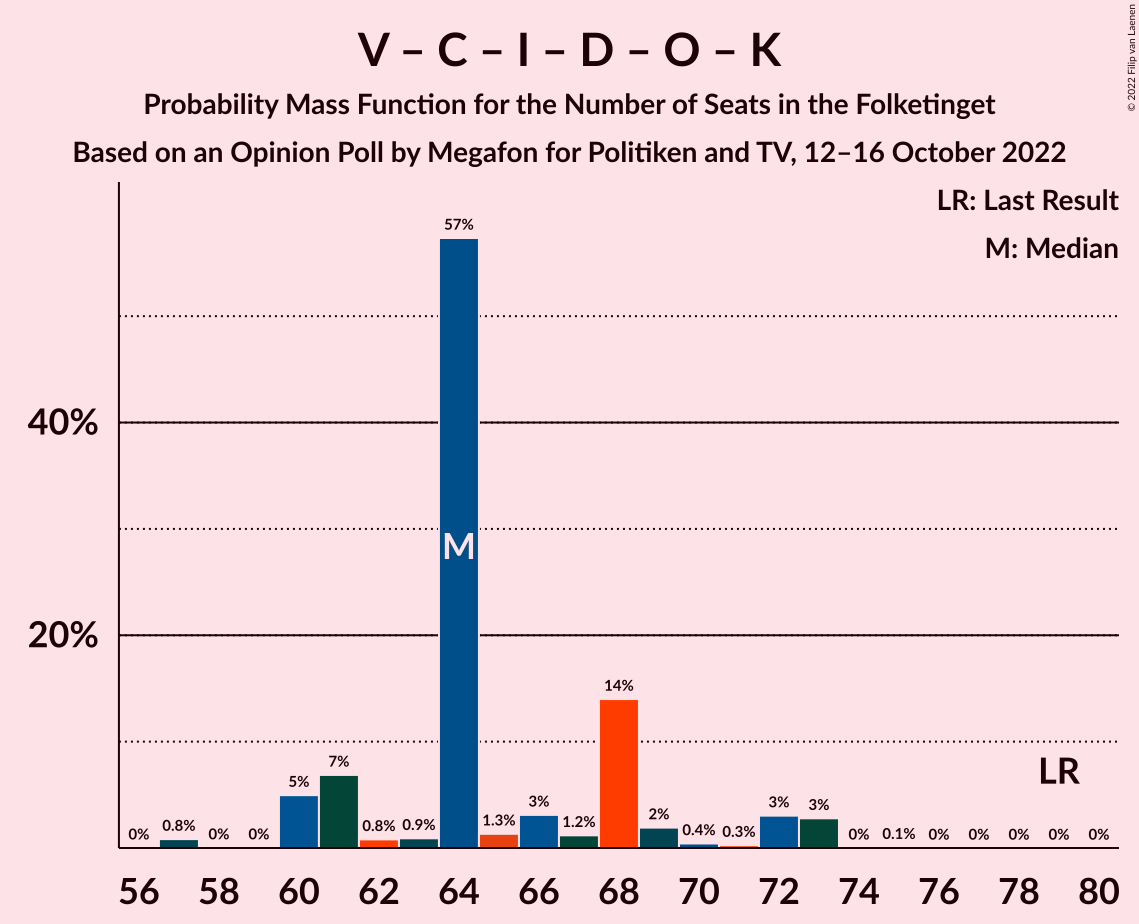 V – C – I – D – O – K
Probability Mass Function for the Number of Seats in the Folketinget
Based on an Opinion Poll by Megafon for Politiken and TV, 12–16 October 2022
© 2022 Filip van Laenen
LR: Last Result
M: Median
40%
20%
0% 0.8% 0% 0% 5% 7% 0.8% 0.9% 57% 1.3% 3% 1.2% 14% 2% 0.4% 0.3% 3% 3% 0% 0.1% 0% 0% 0% 0% 0%
M
LR
56 58 60 62 64 66 68 70 72 74 76 78 80